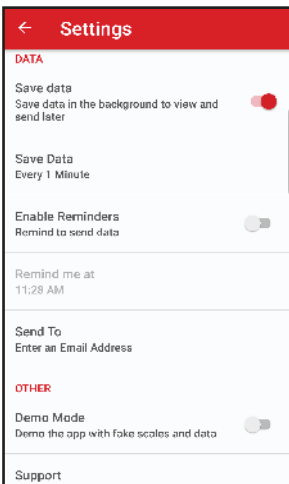 Settings
DATA
Save data
Save data in the background to view and
send later
Save Data
Every 1 Minute
Enable Reminders
Remind to send data
Remind me at
11:28 AM
Send To
Enter an Email Address
OTHER
Demo Mode
Demo the app with fake scales and data
Support